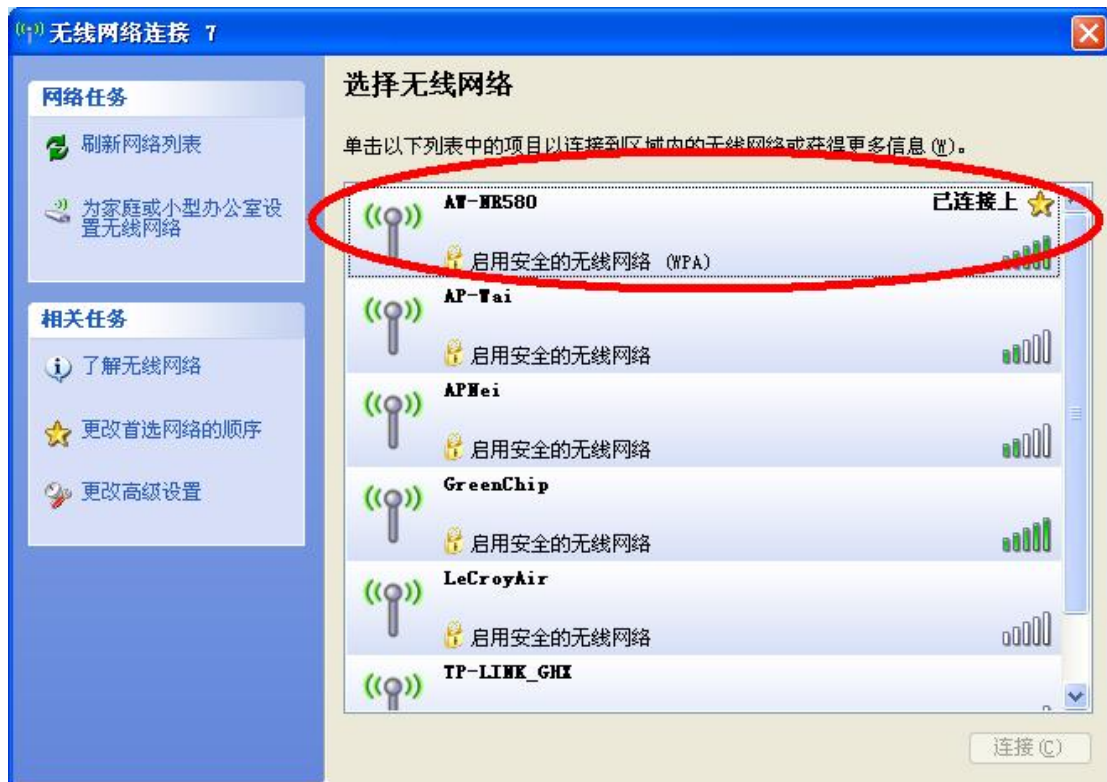 无线网络连接 7
网络任务
刷新网络列表
为家庭或小型办公室设
置无线网络
相关任务
了解无线网络
更改首选网络的顺序
更改高级设置
选择无线网络
单击以下列表中的项目以连接到区域内的无线网络或获得更多信息(W)。
AW-NR580
已连接上
启用安全的无线网络 (WPA)
AP-Wai
启用安全的无线网络
APNei
启用安全的无线网络
GreenChip
启用安全的无线网络
LeCroyAir
启用安全的无线网络
TP-LINK_GHX
连接(C)